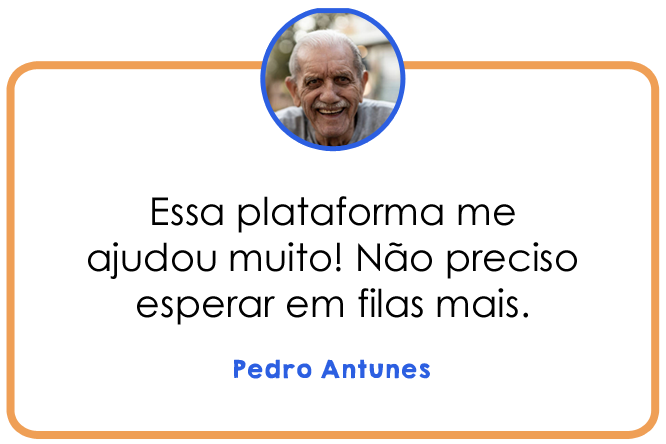 Essa plataforma me
ajudou muito! Não preciso
esperar em filas mais.
Pedro Antunes